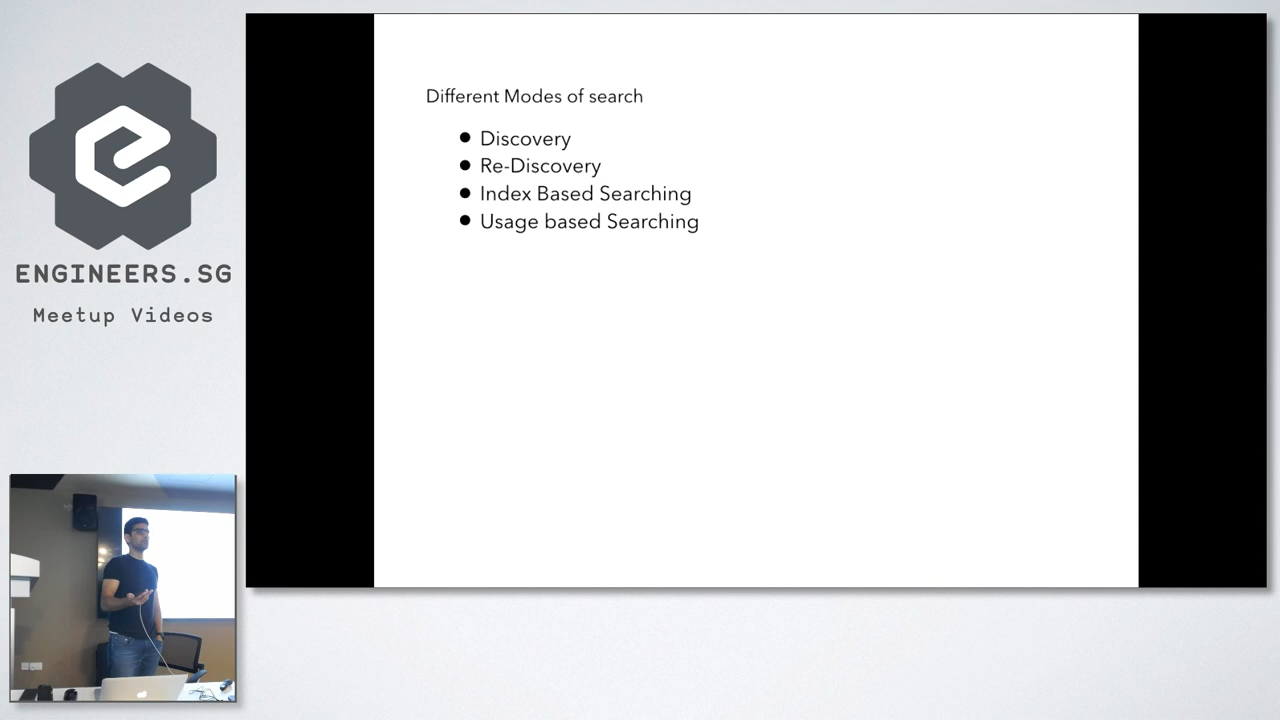 ENGINEERS.SG
Meetup Videos
Different Modes of search
● Discovery
● Re-Discovery
● Index Based Searching
● Usage based Searching